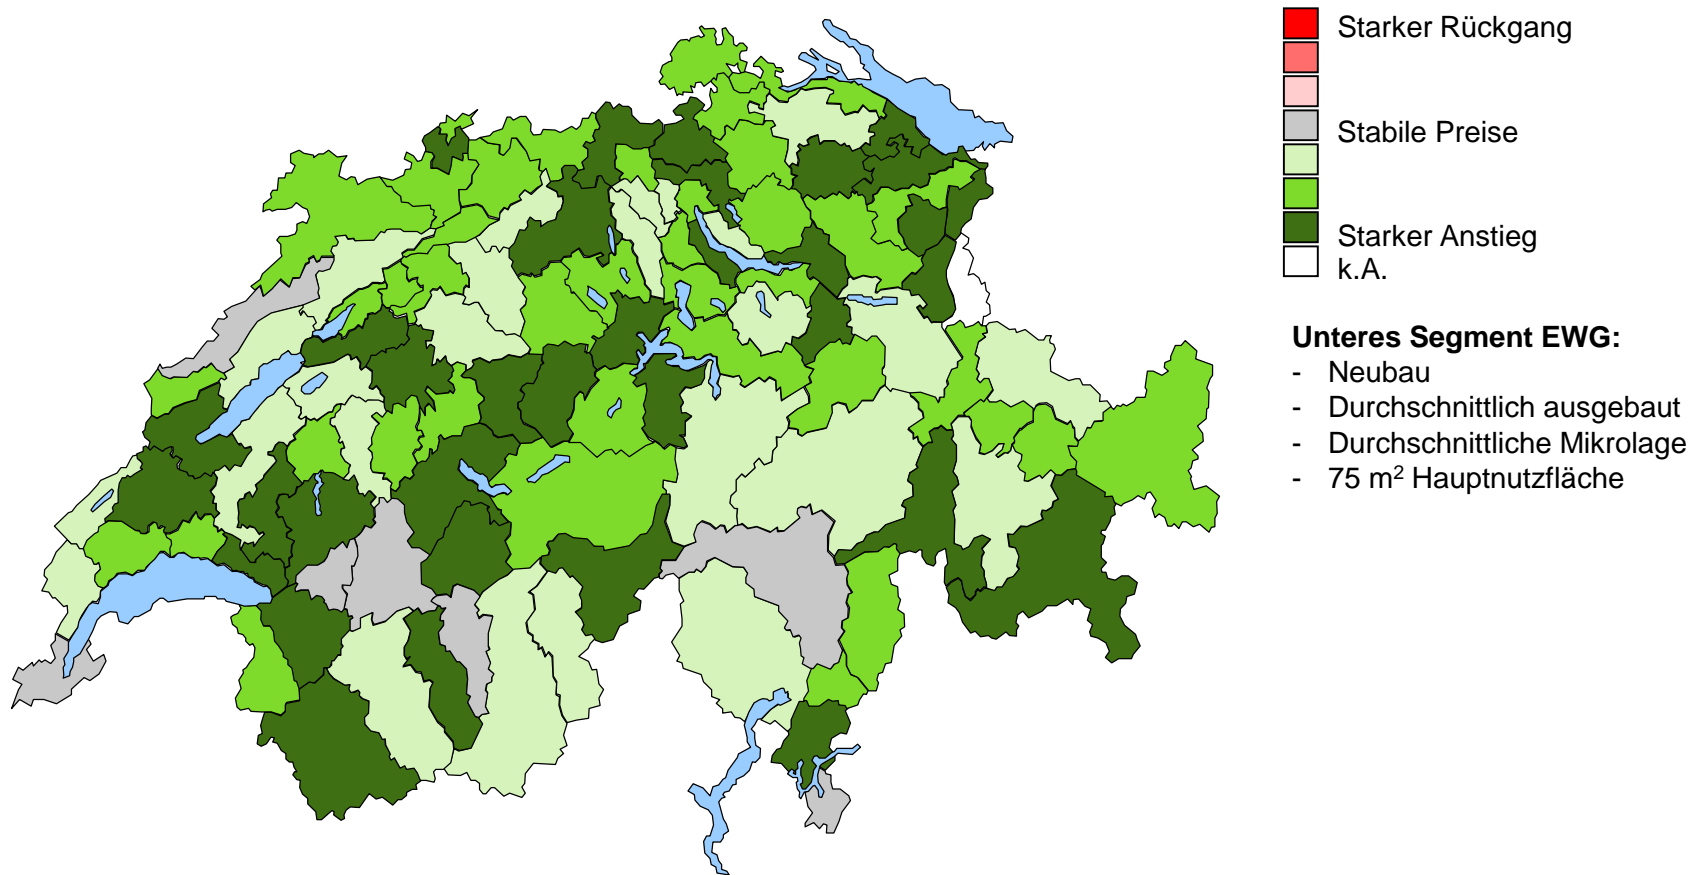 Starker Rückgang
Stabile Preise
Starker Anstieg
k.A.
Unteres Segment EWG:
- Neubau
- Durchschnittlich ausgebaut
- Durchschnittliche Mikrolage
- 75 m² Hauptnutzfläche